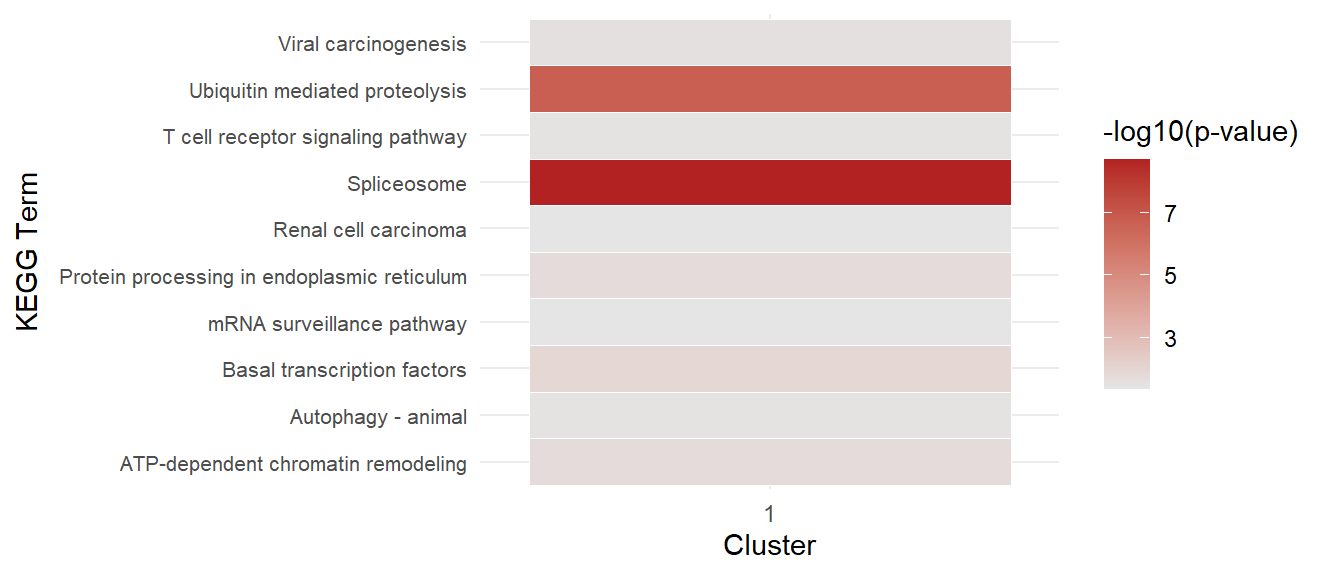 KEGG Term
Viral carcinogenesis
Ubiquitin mediated proteolysis
T cell receptor signaling pathway
Spliceosome
Renal cell carcinoma
Protein processing in endoplasmic reticulum
mRNA surveillance pathway
Basal transcription factors
Autophagy - animal
ATP-dependent chromatin remodeling
1
Cluster
-log10(p-value)
7
5
3